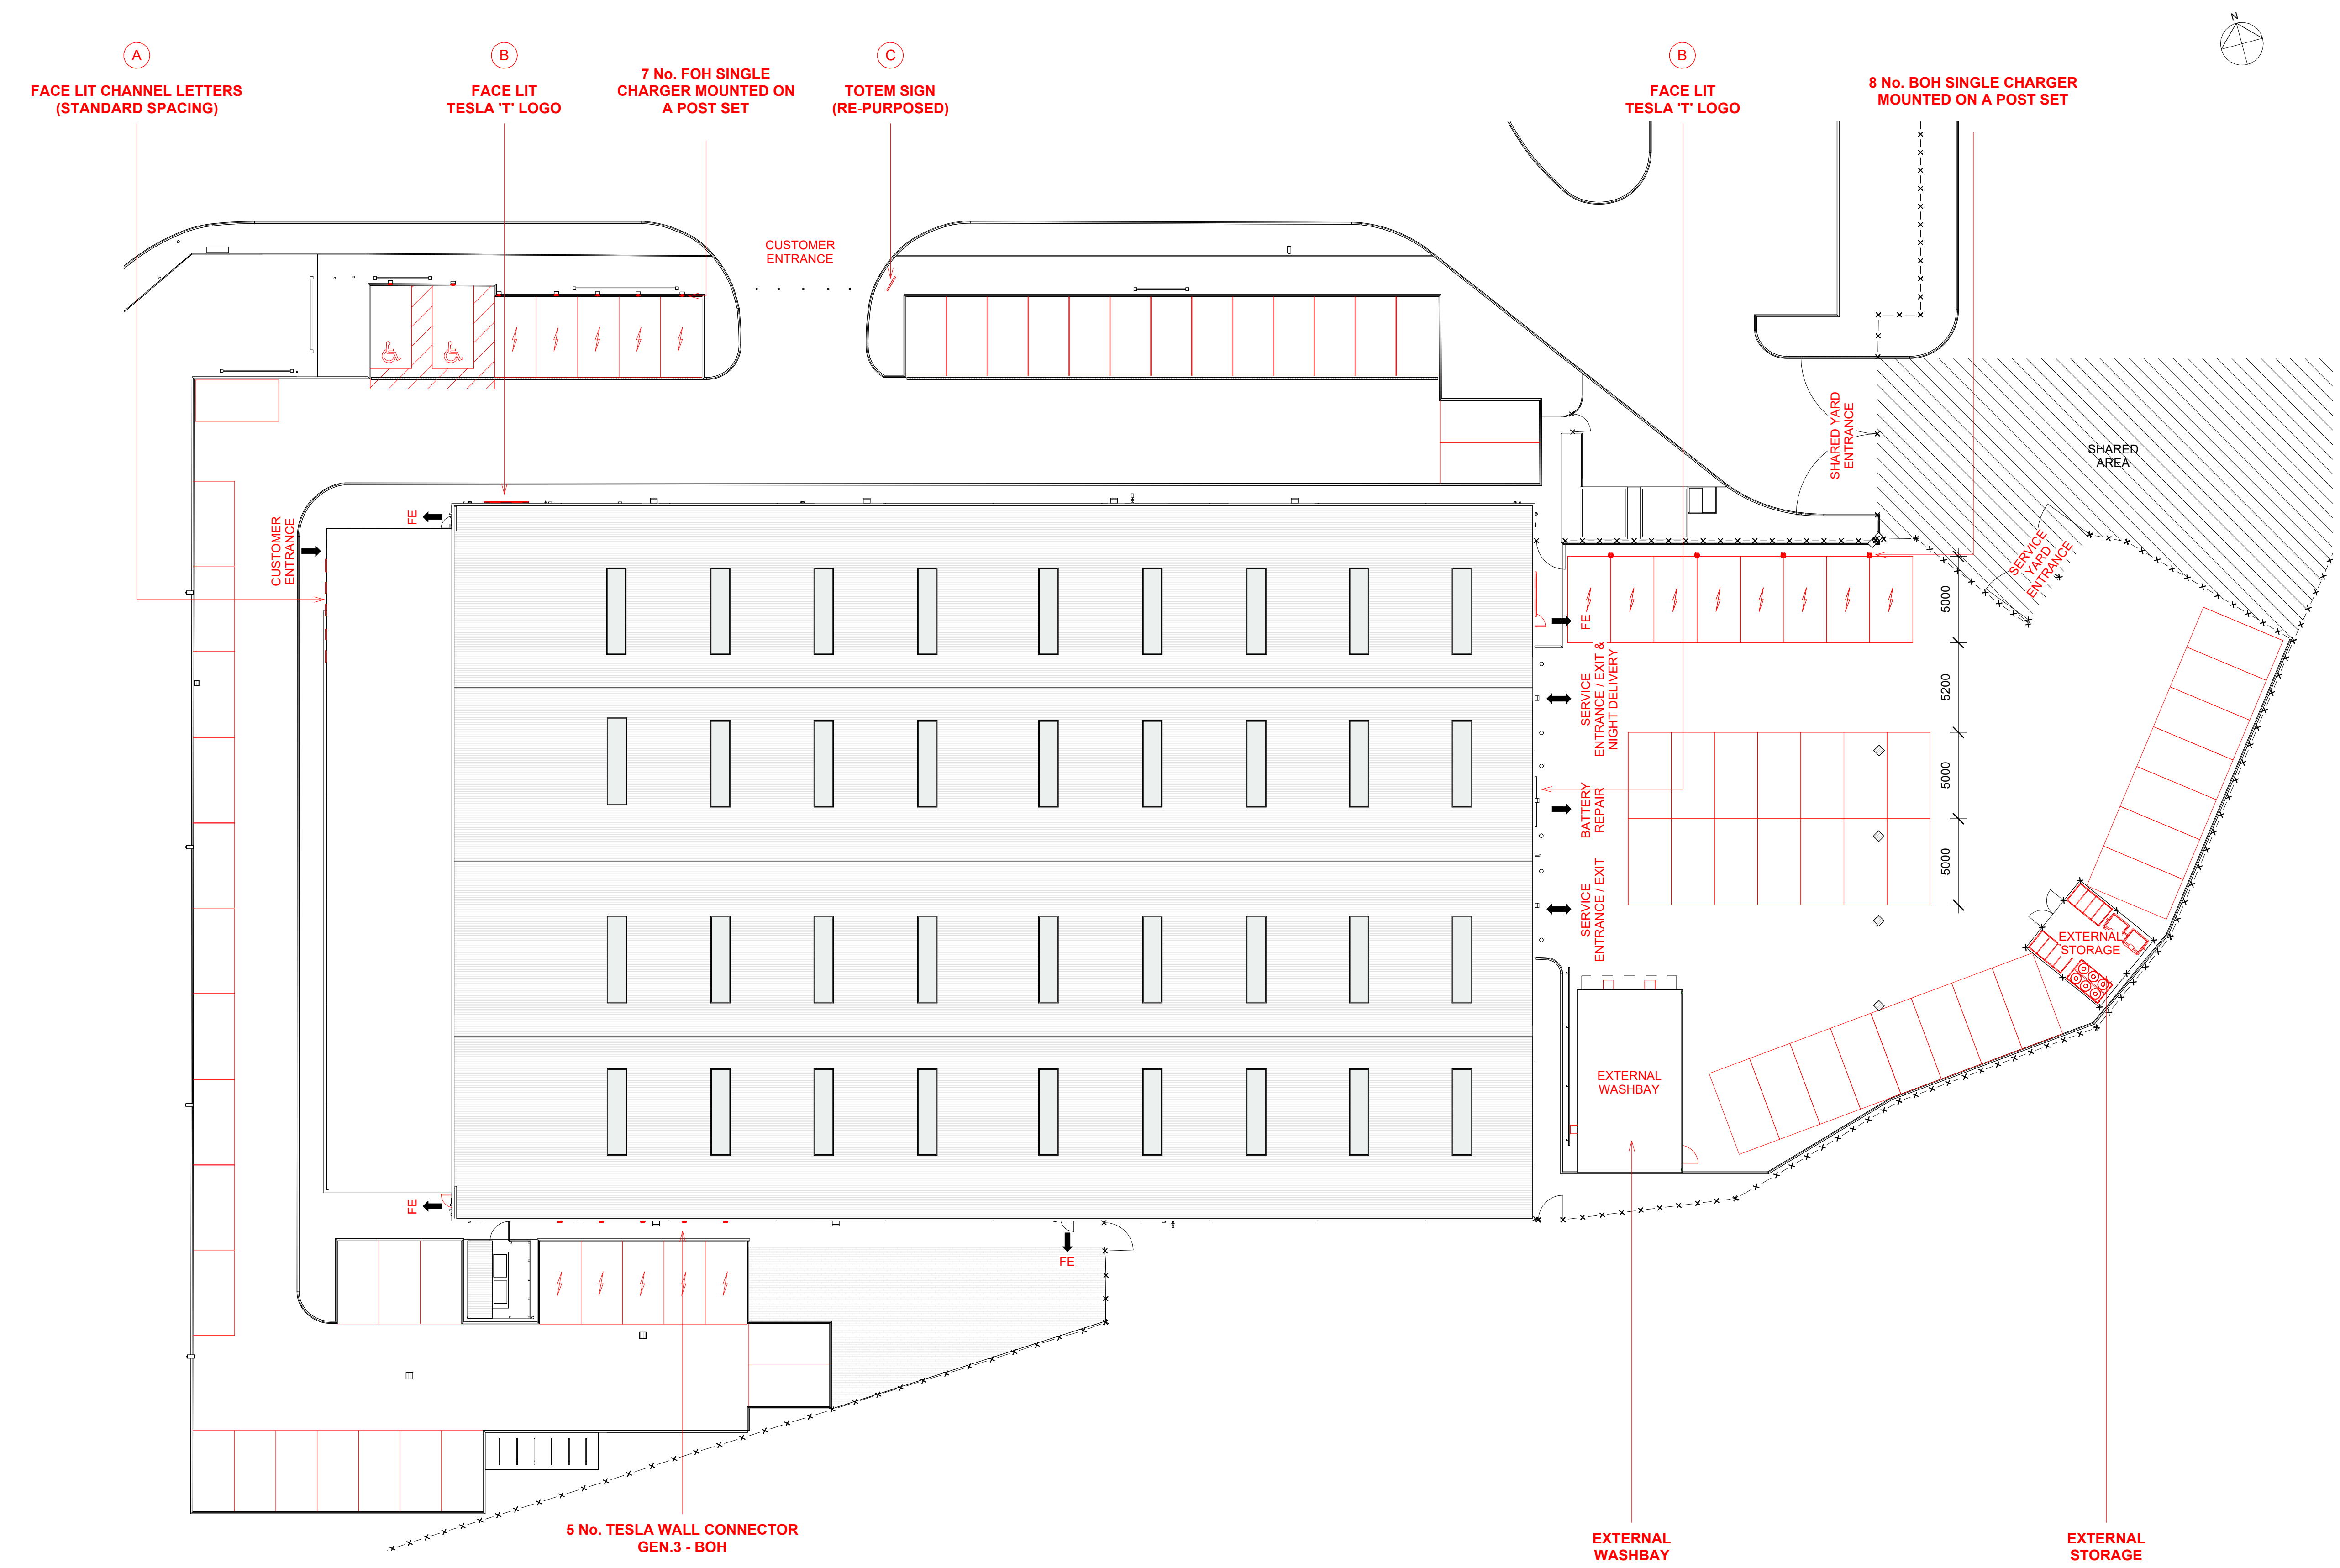 N
A
FACE LIT CHANNEL LETTERS
(STANDARD SPACING)
B
FACE LIT
TESLA 'T' LOGO
7 No. FOH SINGLE
CHARGER MOUNTED ON
A POST SET
C
TOTEM SIGN
(RE-PURPOSED)
B
FACE LIT
TESLA 'T' LOGO
8 No. BOH SINGLE CHARGER
MOUNTED ON A POST SET
CUSTOMER
ENTRANCE
SHARED YARD
ENTRANCE
SHARED
AREA
SERVICE
YARD
ENTRANCE
CUSTOMER
ENTRANCE
FE
FE
5000
5200
5000
5000
SERVICE
ENTRANCE / EXIT &
NIGHT DELIVERY
BATTERY
REPAIR
SERVICE
ENTRANCE / EXIT
EXTERNAL
STORAGE
EXTERNAL
WASHBAY
FE
FE
5 No. TESLA WALL CONNECTOR
GEN.3 - BOH
EXTERNAL
WASHBAY
EXTERNAL
STORAGE